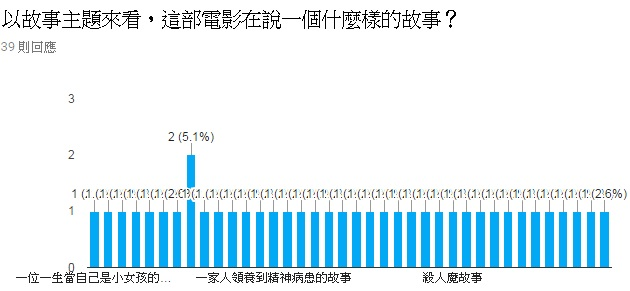 以故事主題來看，這部電影在說一個什麼樣的故事？
39 則回應
3
2 (5.1%)
2
1
1 (2.6%)
0
一位一生當自己是小女孩的...
一家人領養到精神病患的故事
殺人魔故事